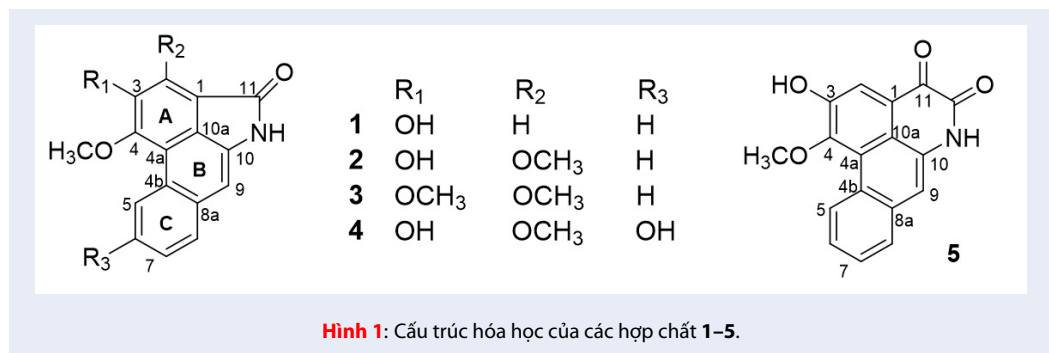 R₂
R₁ 3 1 11 O
A
10a NH
H₃CO 4 4a B 10
4b 9
5 8a
C
R₃ 7
R₁ R₂ R₃
1 OH H H
2 OH OCH₃ H
3 OCH₃ OCH₃ H
4 OH OCH₃ OH
O
HO 3 1 11 O
10a NH
H₃CO 4 4a 10
4b 9
5 8a
7 5
Hình 1: Cấu trúc hóa học của các hợp chất 1–5.